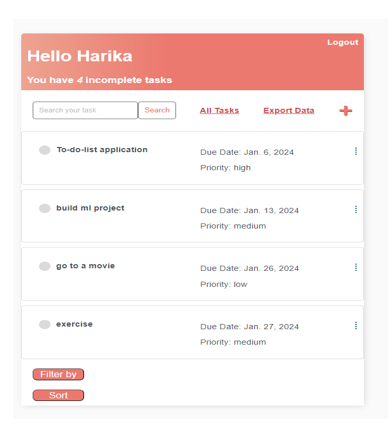 Logout
Hello Harika
You have 4 incomplete tasks
Search your task
Search
All Tasks
Export Data
To-do-list application
Due Date: Jan. 6, 2024
Priority: high
build ml project
Due Date: Jan. 13, 2024
Priority: medium
go to a movie
Due Date: Jan. 26, 2024
Priority: low
exercise
Due Date: Jan. 27, 2024
Priority: medium
Filter by
Sort